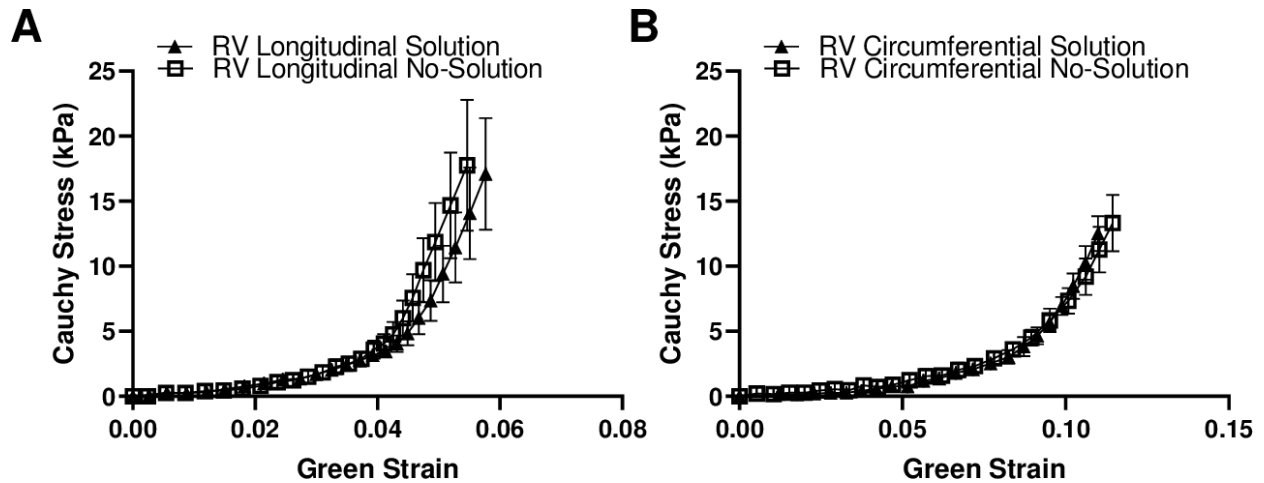 A
RV Longitudinal Solution
RV Longitudinal No-Solution
25
20
15
10
5
0
Cauchy Stress (kPa)
0.00 0.02 0.04 0.06 0.08
Green Strain
B
RV Circumferential Solution
RV Circumferential No-Solution
25
20
15
10
5
0
Cauchy Stress (kPa)
0.00 0.05 0.10 0.15
Green Strain